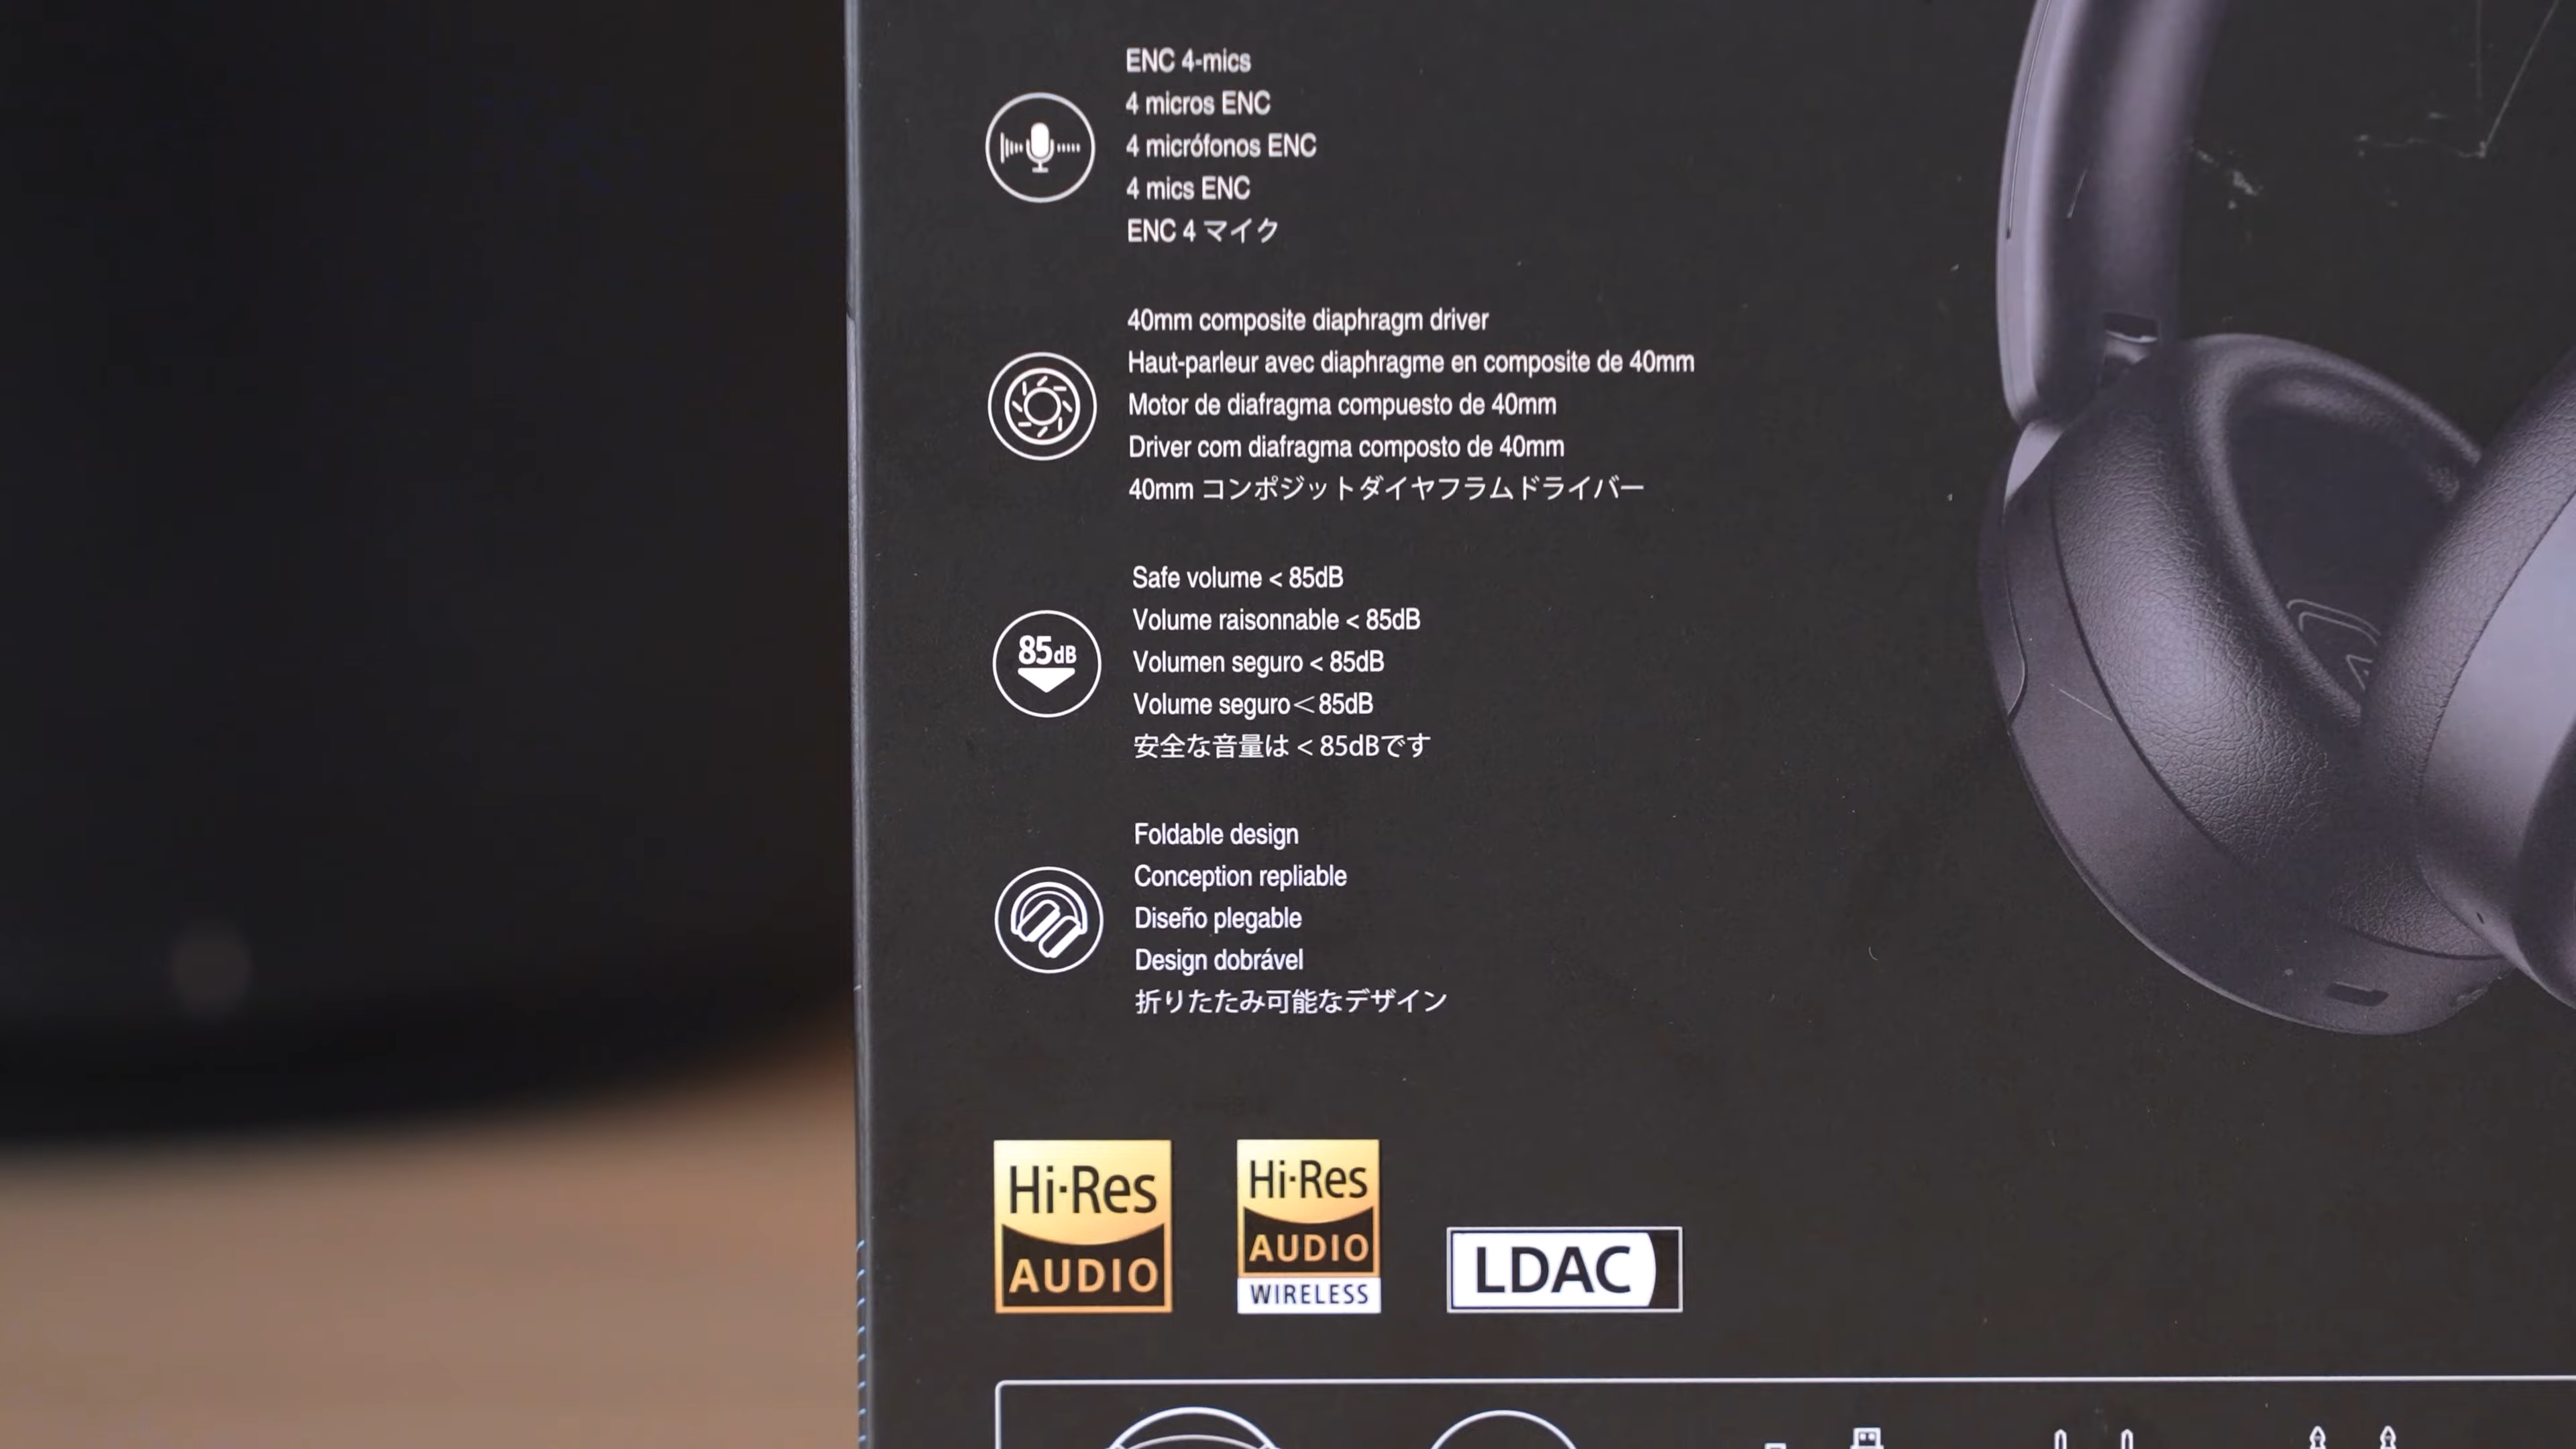 ENC 4-mics
4 micros ENC
4 micrófonos ENC
4 mics ENC
ENC 4 マイク
40mm composite diaphragm driver
Haut-parleur avec diaphragme en composite de 40mm
Motor de diafragma compuesto de 40mm
Driver com diafragma composto de 40mm
40mm コンポジットダイヤフラムドライバー
85dB
Safe volume < 85dB
Volume raisonnable < 85dB
Volumen seguro < 85dB
Volume seguro＜85dB
安全な音量は < 85dBです
Foldable design
Conception repliable
Diseño plegable
Design dobrável
折りたたみ可能なデザイン
Hi-Res
AUDIO
Hi-Res
AUDIO
WIRELESS
LDAC